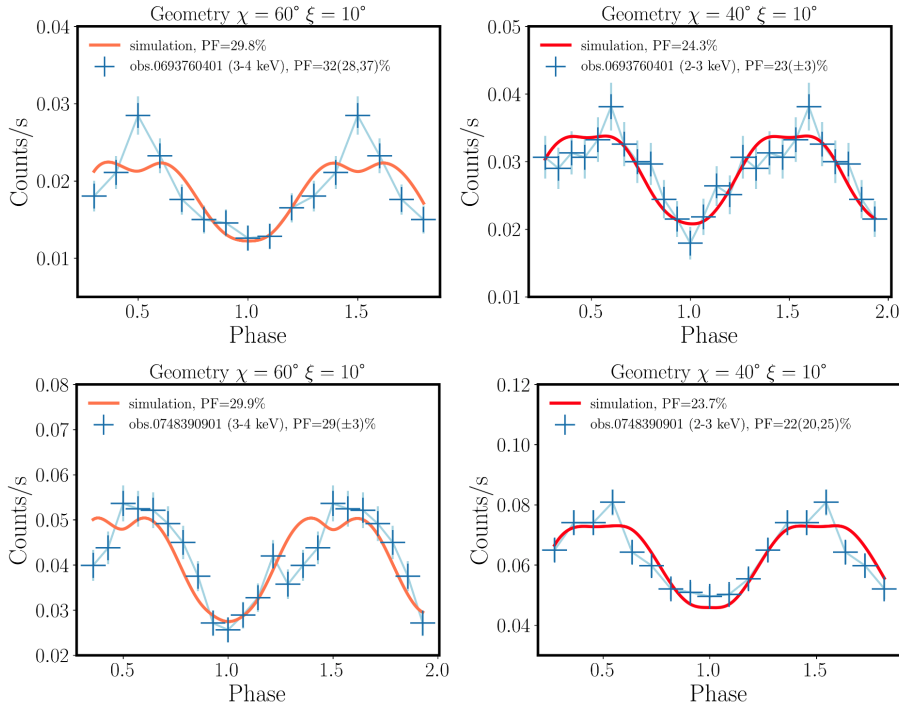 Geometry χ = 60° ξ = 10°
simulation, PF=29.8%
obs.0693760401 (3-4 keV), PF=32(28,37)%
0.04
0.03
0.02
0.01
Counts/s
0.5
1.0
1.5
Phase
Geometry χ = 40° ξ = 10°
simulation, PF=24.3%
obs.0693760401 (2-3 keV), PF=23(±3)%
0.05
0.04
0.03
0.02
0.01
Counts/s
0.5
1.0
1.5
2.0
Phase
Geometry χ = 60° ξ = 10°
simulation, PF=29.9%
obs.0748390901 (3-4 keV), PF=29(±3)%
0.08
0.07
0.06
0.05
0.04
0.03
0.02
Counts/s
0.5
1.0
1.5
2.0
Phase
Geometry χ = 40° ξ = 10°
simulation, PF=23.7%
obs.0748390901 (2-3 keV), PF=22(20,25)%
0.12
0.10
0.08
0.06
0.04
Counts/s
0.5
1.0
1.5
Phase